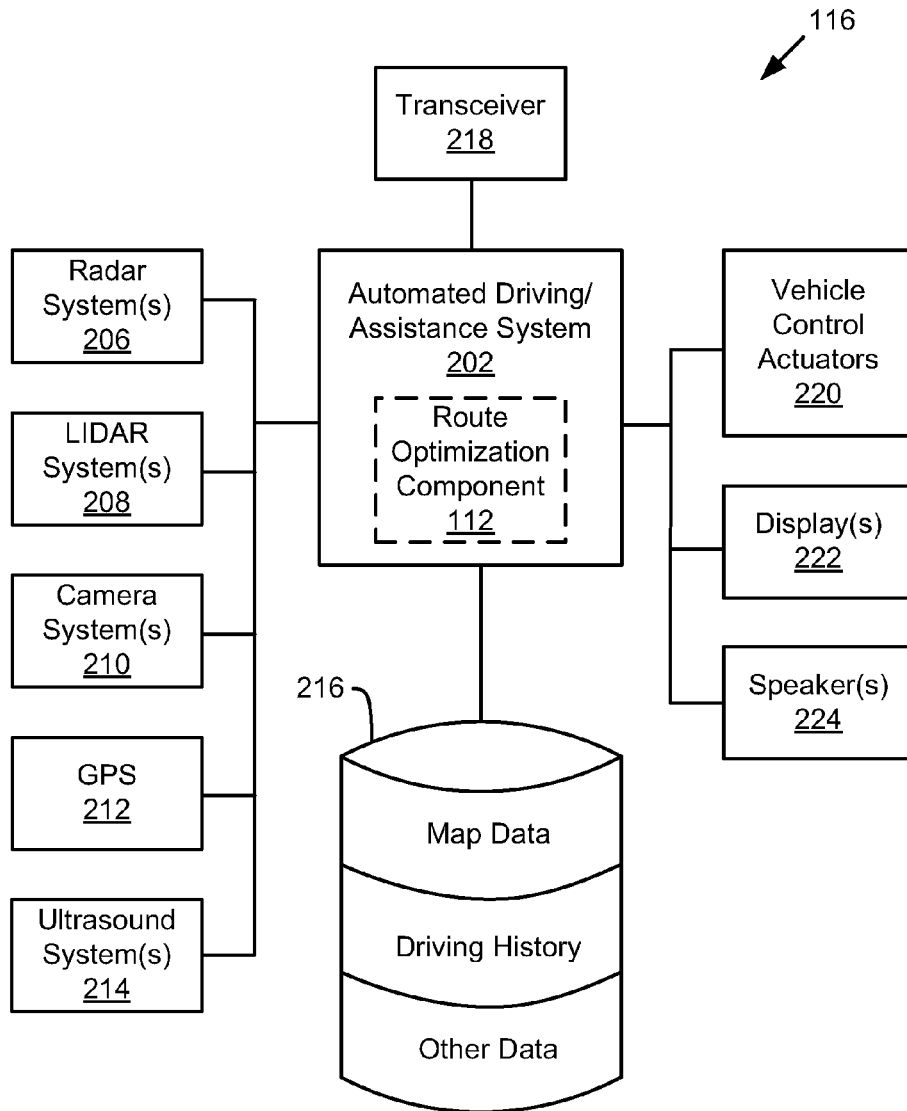 116
Transceiver
218
Radar
System(s)
206
LIDAR
System(s)
208
Camera
System(s)
210
GPS
212
Ultrasound
System(s)
214
Automated Driving/
Assistance System
202
Route
Optimization
Component
112
Vehicle
Control
Actuators
220
Display(s)
222
Speaker(s)
224
216
Map Data
Driving History
Other Data